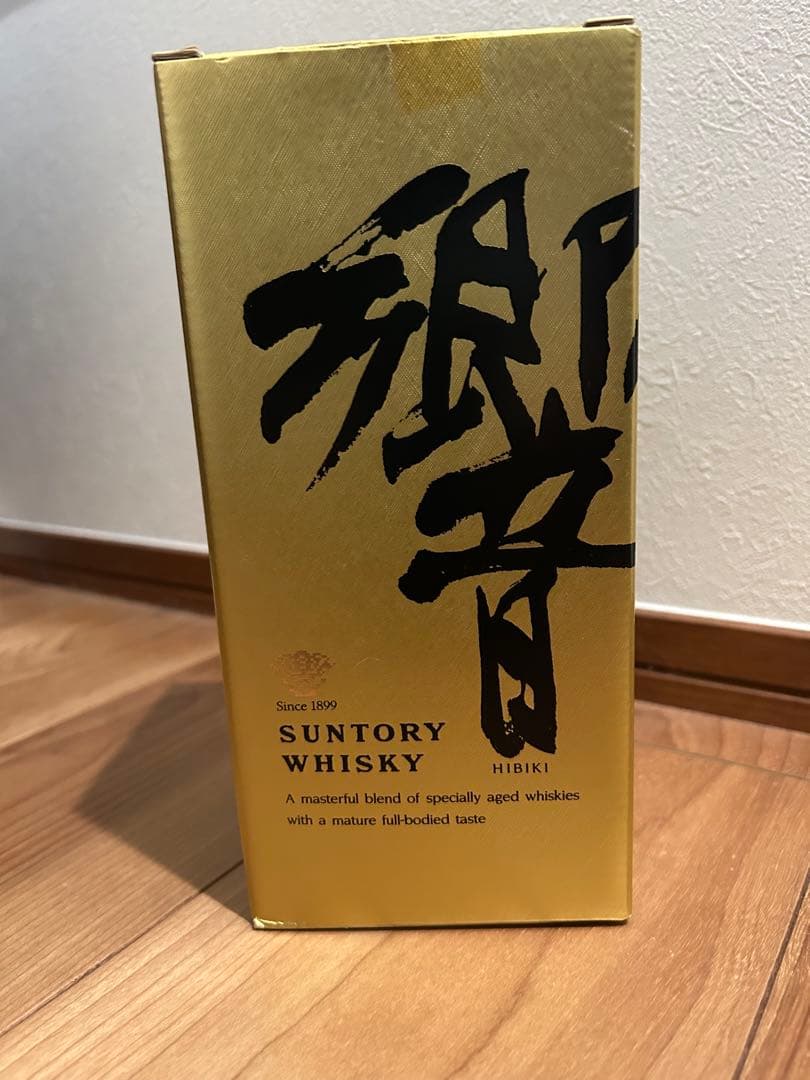 響
Since 1899
SUNTORY
WHISKY
HIBIKI
A masterful blend of specially aged whiskies
with a mature full-bodied taste